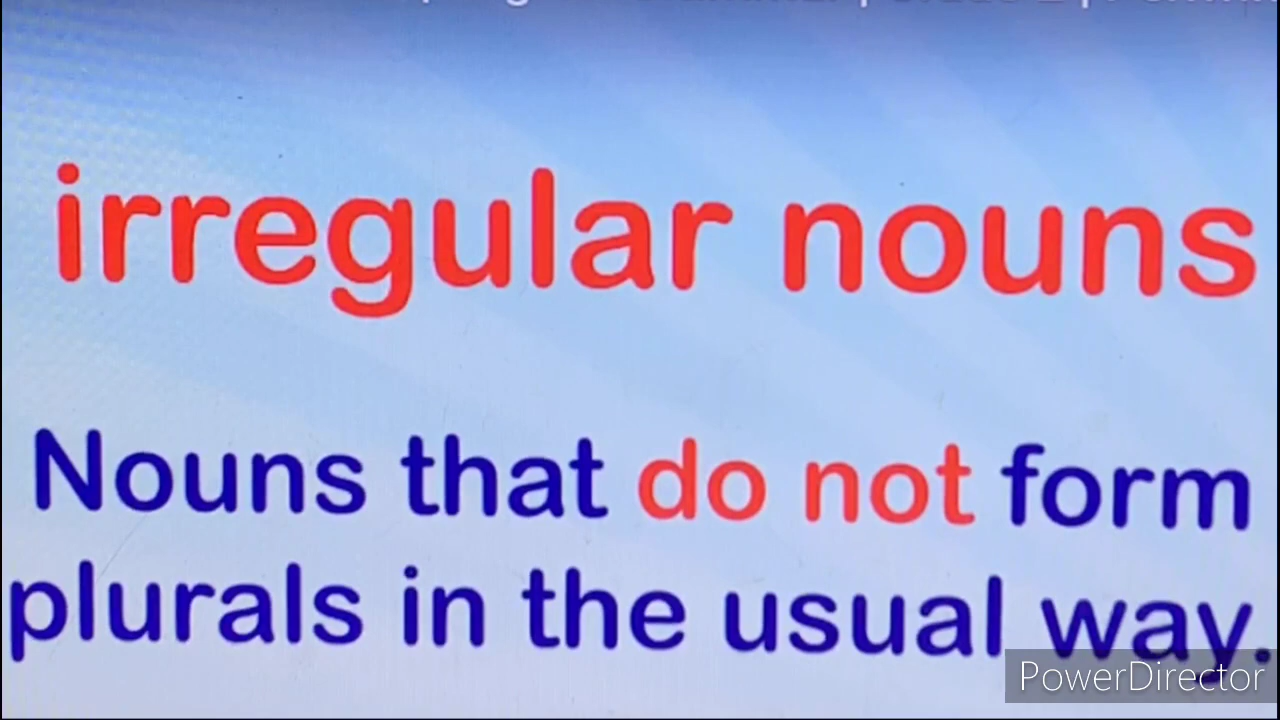 irregular nouns
Nouns that do not form
plurals in the usual way.
PowerDirector